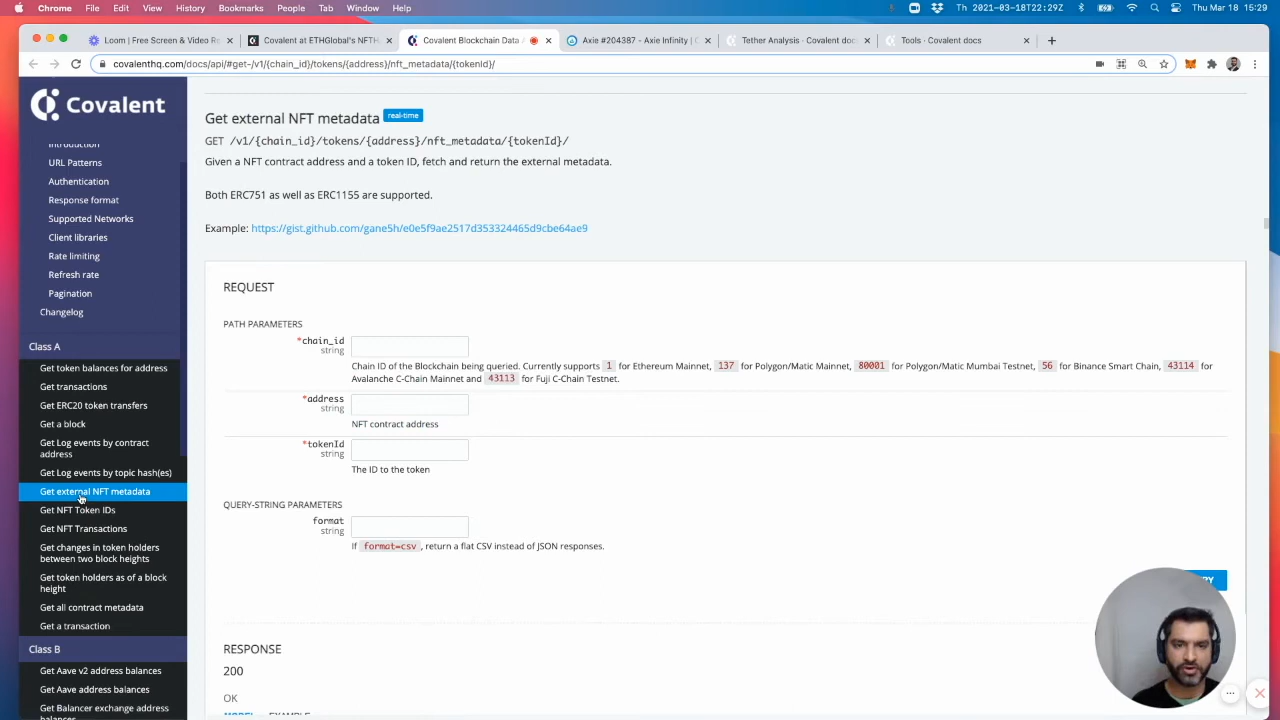 Chrome File Edit View History Bookmarks People Tab Window Help
Th 2021-03-18T22:29Z Thu Mar 18 15:29
Loom | Free Screen & Video Re
Covalent at ETHGlobal's NFTH
Covalent Blockchain Data
Axie #204387 - Axie Infinity
Tether Analysis - Covalent doc
Tools - Covalent docs
covalenthq.com/docs/api/#get-/v1/{chain_id}/tokens/{address}/nft_metadata/{tokenId}/
Covalent
Introduction
URL Patterns
Authentication
Response format
Supported Networks
Client libraries
Rate limiting
Refresh rate
Pagination
Changelog
Class A
Get token balances for address
Get transactions
Get ERC20 token transfers
Get a block
Get Log events by contract
address
Get Log events by topic hash(es)
Get external NFT metadata
Get NFT Token IDs
Get NFT Transactions
Get changes in token holders
between two block heights
Get token holders as of a block
height
Get all contract metadata
Get a transaction
Class B
Get Aave v2 address balances
Get Aave address balances
Get Balancer exchange address
balances
Get external NFT metadata real-time
GET /v1/{chain_id}/tokens/{address}/nft_metadata/{tokenId}/
Given a NFT contract address and a token ID, fetch and return the external metadata.
Both ERC751 as well as ERC1155 are supported.
Example: https://gist.github.com/gane5h/e0e5f9ae2517d353324465d9cbe64ae9
REQUEST
PATH PARAMETERS
*chain_id
string
Chain ID of the Blockchain being queried. Currently supports 1 for Ethereum Mainnet, 137 for Polygon/Matic Mainnet, 80001 for Polygon/Matic Mumbai Testnet, 56 for Binance Smart Chain, 43114 for
Avalanche C-Chain Mainnet and 43113 for Fuji C-Chain Testnet.
*address
string
NFT contract address
*tokenId
string
The ID to the token
QUERY-STRING PARAMETERS
format
string
If format=csv, return a flat CSV instead of JSON responses.
RESPONSE
200
OK
MODEL EXAMPLE